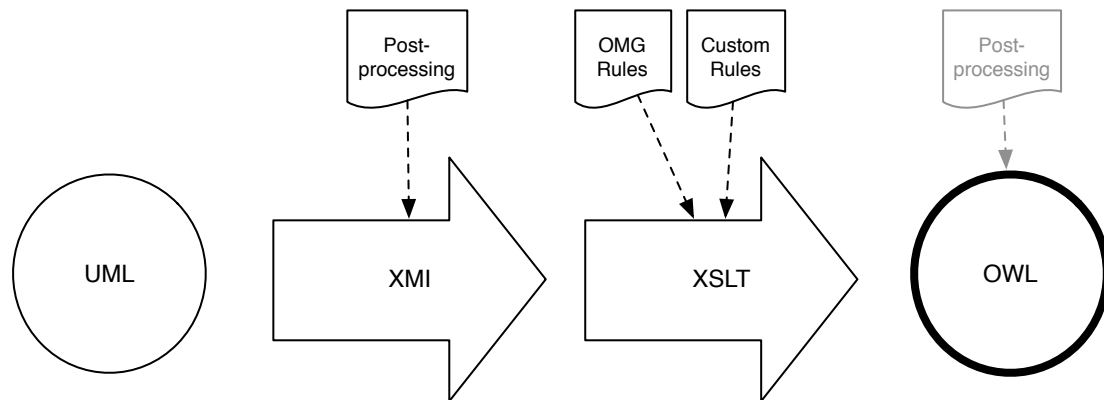 Post-
processing
OMG
Rules
Custom
Rules
Post-
processing
UML
XMI
XSLT
OWL